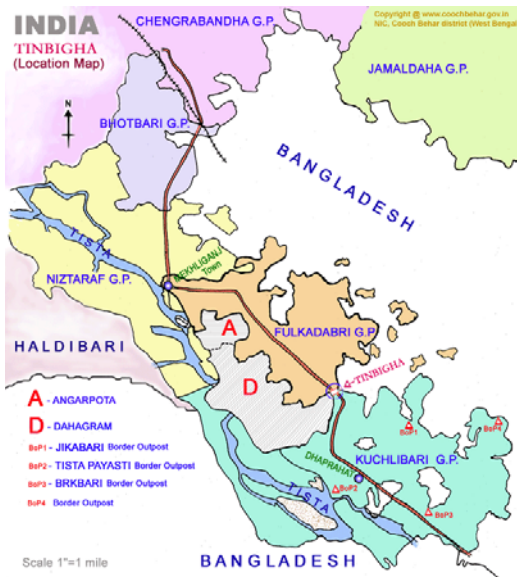 INDIA
TINBIGHA
(Location Map)
CHENGRABANDHA G.P.
Copyright @ www.coochbehar.gov.in
NIC, Cooch Behar district (West Bengal
JAMALDAHA G.P.
N
BHOTBARI G.P.
BANGLADESH
TISTA
MEKHLIGANJ
Town
NIZTARAF G.P.
A
FULKADABRI G.P
HALDIBARI
D
TINBIGHA
A - ANGARPOTA
D - DAHAGRAM
BoP1 - JIKABARI Border Outpost
BoP2 - TISTA PAYASTI Border Outpost
BoP3 - BRKBARI Border Outpost
BoP4 Border Outpost
BoP1
BoP4
DHAPRAHAT
KUCHLIBARI G.P.
BoP2
TISTA
BoP3
Scale 1"=1 mile
BANGLADESH